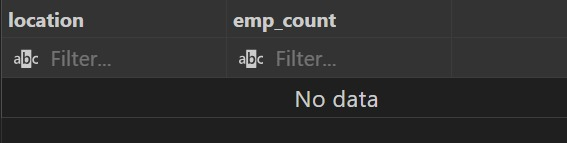 location emp_count
abc Filter... abc Filter...
No data